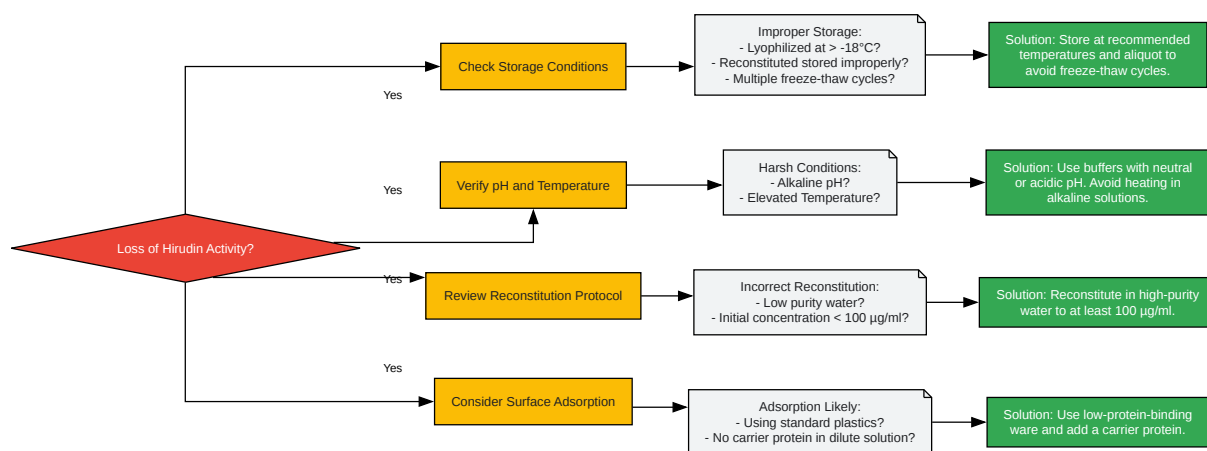 Improper Storage:
- Lyophilized at > -18°C?
- Reconstituted stored improperly?
- Multiple freeze-thaw cycles?
Check Storage Conditions
Solution: Store at recommended
temperatures and aliquot to
avoid freeze-thaw cycles.
Yes
Yes
Verify pH and Temperature
Harsh Conditions:
- Alkaline pH?
- Elevated Temperature?
Solution: Use buffers with neutral
or acidic pH. Avoid heating in
alkaline solutions.
Loss of Hirudin Activity?
Yes
Review Reconstitution Protocol
Incorrect Reconstitution:
- Low purity water?
- Initial concentration < 100 µg/ml?
Solution: Reconstitute in high-purity
water to at least 100 µg/ml.
Yes
Consider Surface Adsorption
Adsorption Likely:
- Using standard plastics?
- No carrier protein in dilute solution?
Solution: Use low-protein-binding
ware and add a carrier protein.